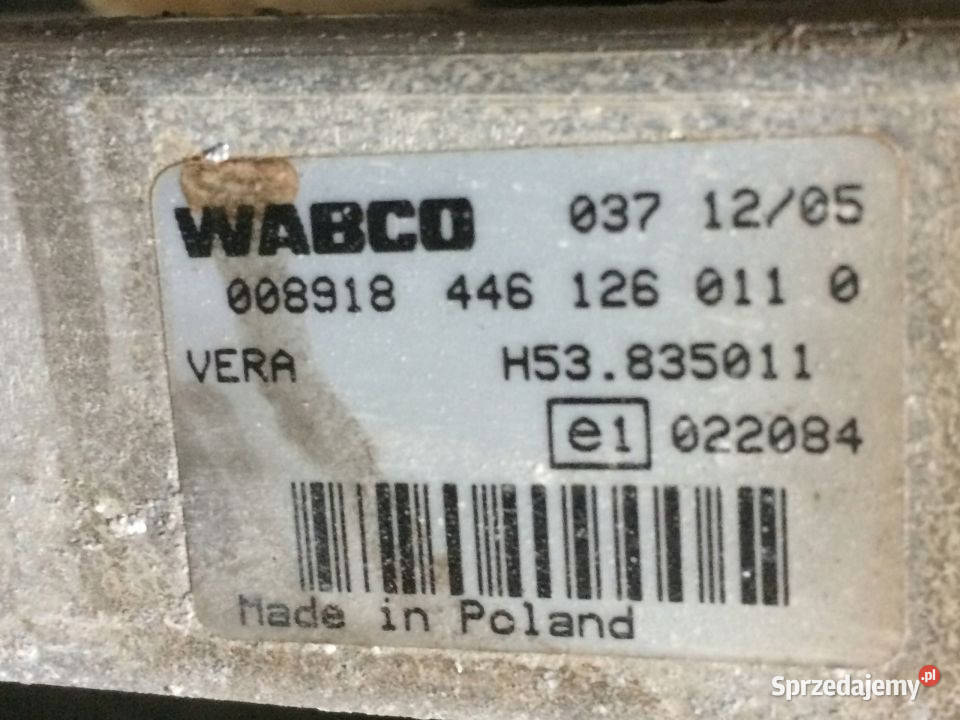 WABCO 037 12/05
008918 446 126 011 0
VERA H53.835011
e1 022084
Made in Poland
Sprzedajemy.pl